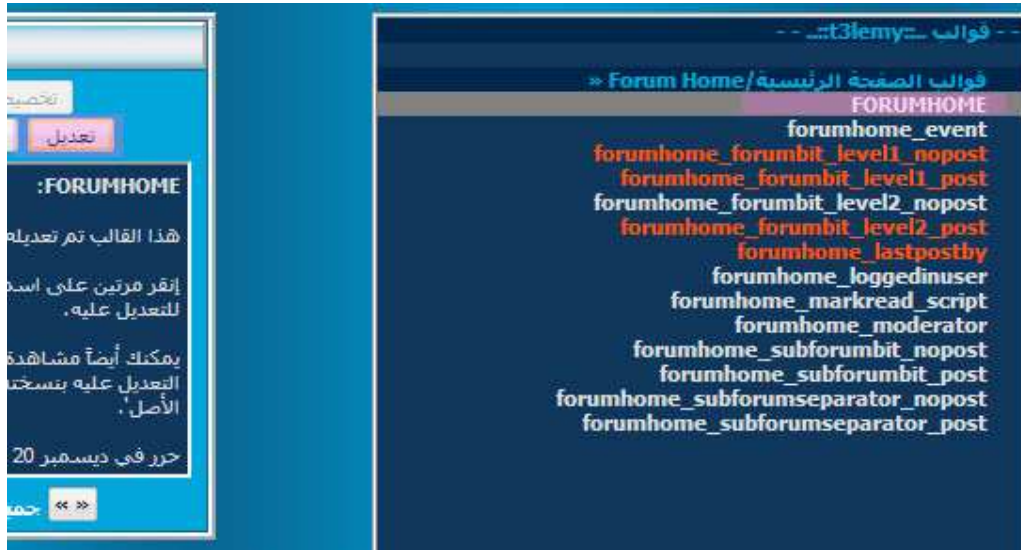 - - قوالب ..::t3lemy::.. - -
قوالب الصفحة الرئيسية/Forum Home »
FORUMHOME
forumhome_event
forumhome_forumbit_level1_nopost
forumhome_forumbit_level1_post
forumhome_forumbit_level2_nopost
forumhome_forumbit_level2_post
forumhome_lastpostby
forumhome_loggedinuser
forumhome_markread_script
forumhome_moderator
forumhome_subforumbit_nopost
forumhome_subforumbit_post
forumhome_subforumseparator_nopost
forumhome_subforumseparator_post
تعديل
FORUMHOME:
هذا القالب تم تعديله
إنقر مرتين على
للتعديل عليه.
يمكنك أيضاً مشاهدة
التعديل عليه
الأصل'.
حرر في ديسمبر 20
« »